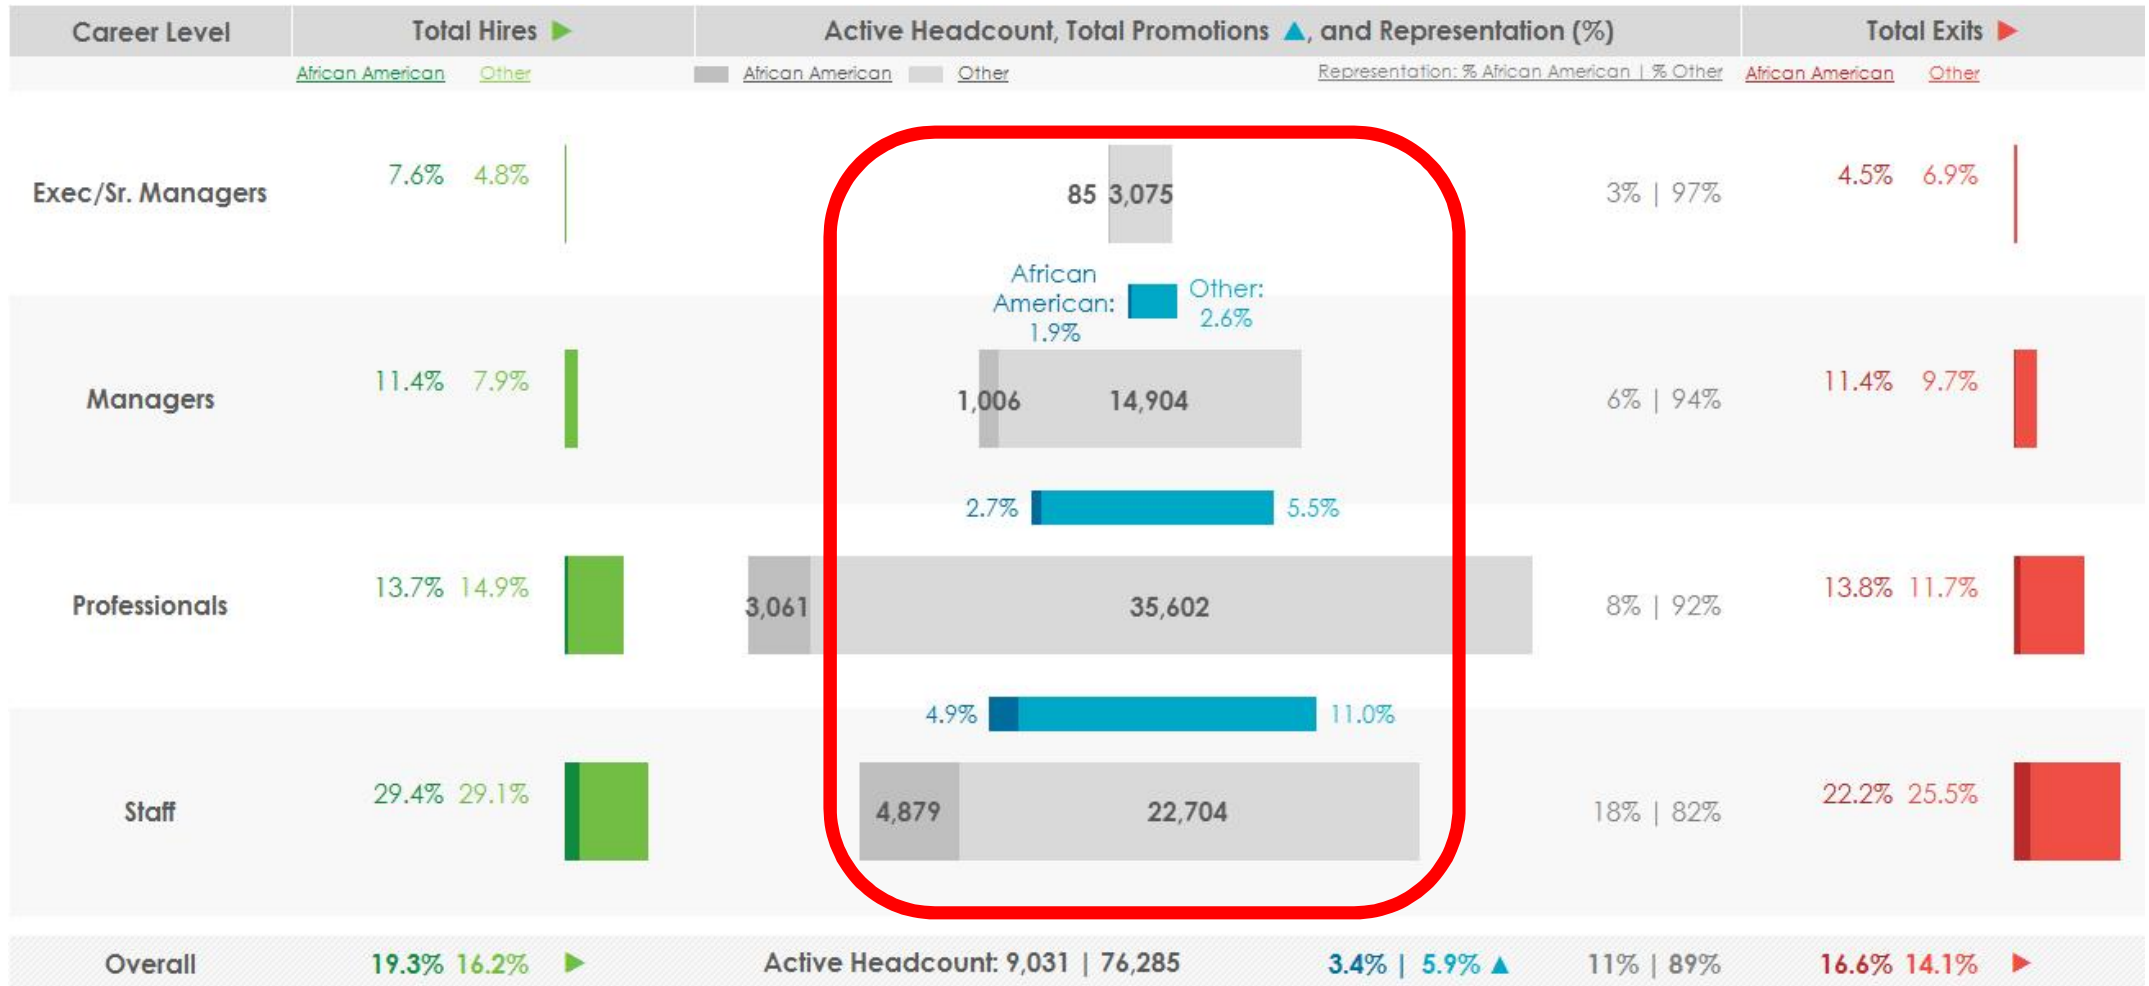 Career Level Total Hires ▶ Active Headcount, Total Promotions ▲, and Representation (%) Total Exits ▶
African American Other African American Other Representation: % African American | % Other African American Other
Exec/Sr. Managers 7.6% 4.8% 85 3,075 3% | 97% 4.5% 6.9%
African American: 1.9% Other: 2.6%
Managers 11.4% 7.9% 1,006 14,904 6% | 94% 11.4% 9.7%
2.7% 5.5%
Professionals 13.7% 14.9% 3,061 35,602 8% | 92% 13.8% 11.7%
4.9% 11.0%
Staff 29.4% 29.1% 4,879 22,704 18% | 82% 22.2% 25.5%
Overall 19.3% 16.2% ▶ Active Headcount: 9,031 | 76,285 3.4% | 5.9% ▲ 11% | 89% 16.6% 14.1% ▶